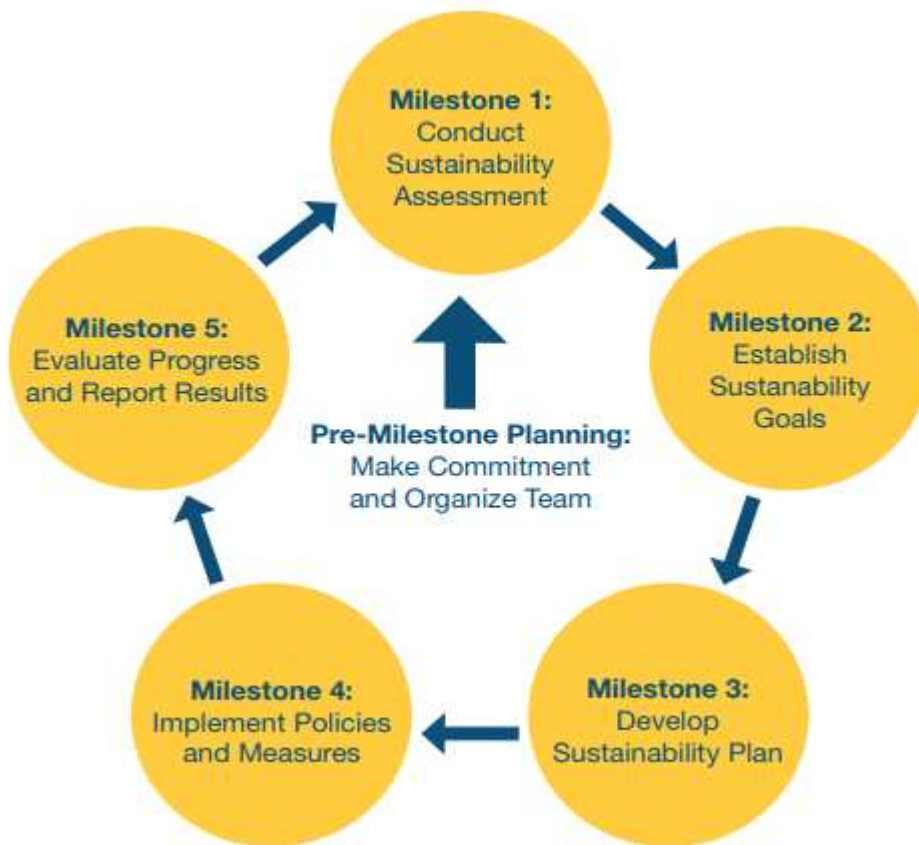 Milestone 1:
Conduct
Sustainability
Assessment
Milestone 2:
Establish
Sustanability
Goals
Milestone 3:
Develop
Sustainability Plan
Milestone 4:
Implement Policies
and Measures
Milestone 5:
Evaluate Progress
and Report Results
Pre-Milestone Planning:
Make Commitment
and Organize Team